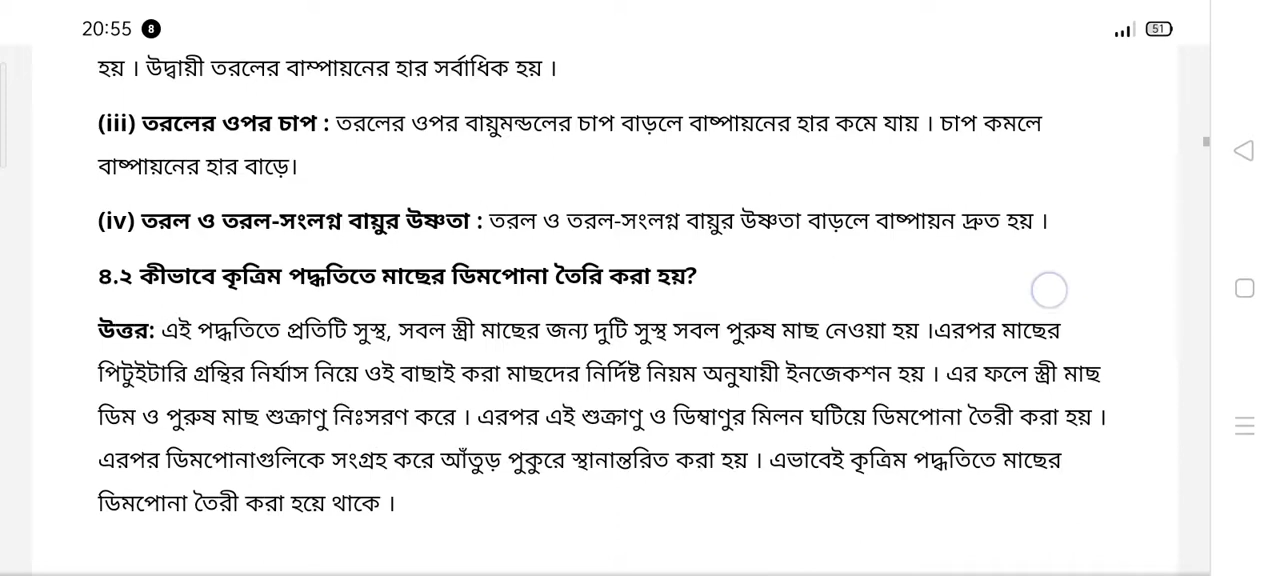 20:55 8 51
হয় । উদ্বায়ী তরলের বাষ্পায়নের হার সর্বাধিক হয় ।
(iii) তরলের ওপর চাপ : তরলের ওপর বায়ুমন্ডলের চাপ বাড়লে বাষ্পায়নের হার কমে যায় । চাপ কমলে
বাষ্পায়নের হার বাড়ে।
(iv) তরল ও তরল-সংলগ্ন বায়ুর উষ্ণতা : তরল ও তরল-সংলগ্ন বায়ুর উষ্ণতা বাড়লে বাষ্পায়ন দ্রুত হয় ।
৪.২ কীভাবে কৃত্রিম পদ্ধতিতে মাছের ডিমপোনা তৈরি করা হয়?
উত্তর: এই পদ্ধতিতে প্রতিটি সুস্থ, সবল স্ত্রী মাছের জন্য দুটি সুস্থ সবল পুরুষ মাছ নেওয়া হয় ।এরপর মাছের
পিটুইটারি গ্রন্থির নির্যাস নিয়ে ওই বাছাই করা মাছদের নির্দিষ্ট নিয়ম অনুযায়ী ইনজেকশন হয় । এর ফলে স্ত্রী মাছ
ডিম ও পুরুষ মাছ শুক্রাণু নিঃসরণ করে । এরপর এই শুক্রাণু ও ডিম্বাণুর মিলন ঘটিয়ে ডিমপোনা তৈরী করা হয় ।
এরপর ডিমপোনাগুলিকে সংগ্রহ করে আঁতুড় পুকুরে স্থানান্তরিত করা হয় । এভাবেই কৃত্রিম পদ্ধতিতে মাছের
ডিমপোনা তৈরী করা হয়ে থাকে ।